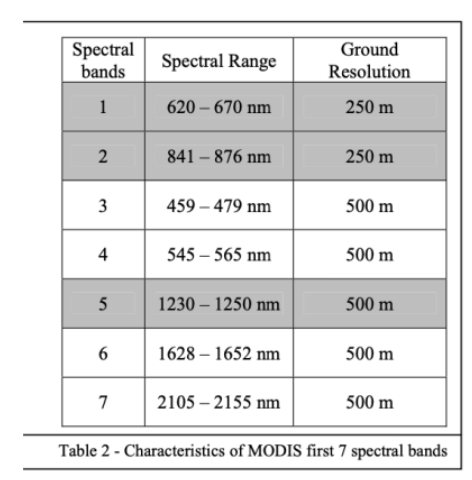 Spectral bands Spectral Range Ground Resolution
1 620 – 670 nm 250 m
2 841 – 876 nm 250 m
3 459 – 479 nm 500 m
4 545 – 565 nm 500 m
5 1230 – 1250 nm 500 m
6 1628 – 1652 nm 500 m
7 2105 – 2155 nm 500 m
Table 2 - Characteristics of MODIS first 7 spectral bands